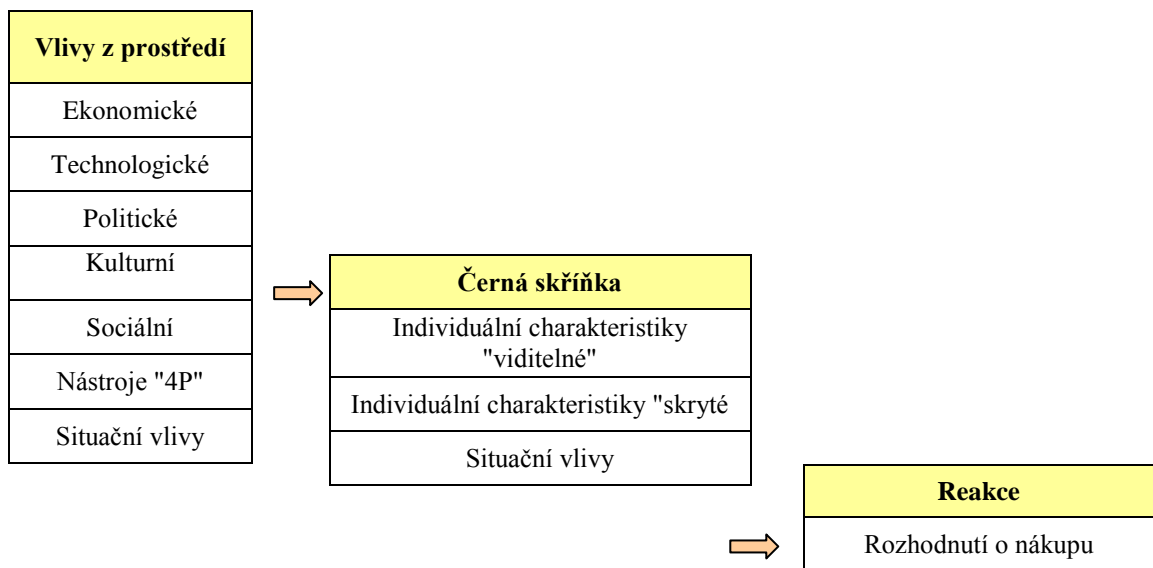 Vlivy z prostředí
Ekonomické
Technologické
Politické
Kulturní
Sociální
Nástroje "4P"
Situační vlivy
Černá skříňka
Individuální charakteristiky
"viditelné"
Individuální charakteristiky "skryté
Situační vlivy
Reakce
Rozhodnutí o nákupu